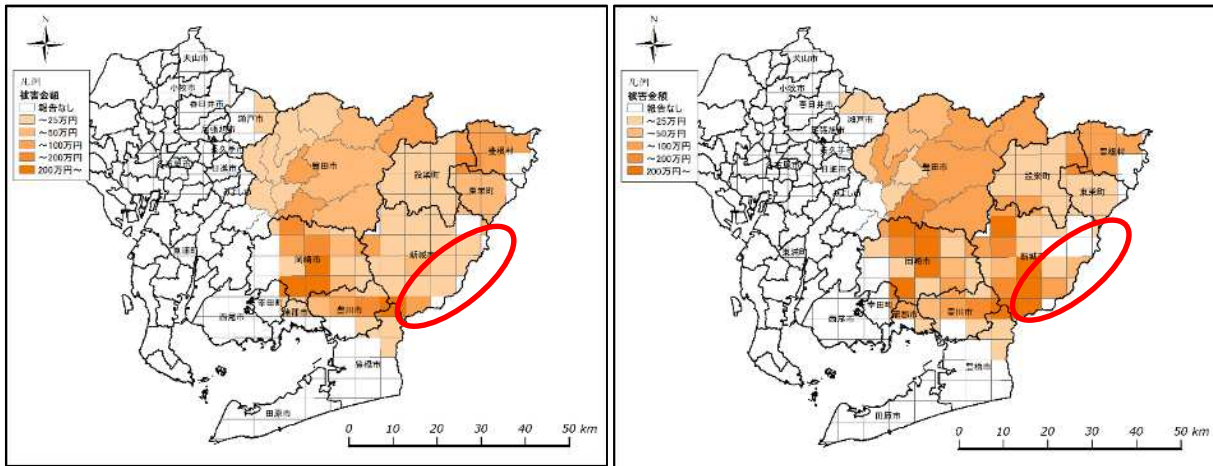 N
凡例
被害金額
報告なし
～25万円
～50万円
～100万円
～200万円
200万円～
犬山市
小牧市
春日井市
瀬戸市
豊田市
設楽町
豊根村
東栄町
岡崎市
新城市
幸田町
西尾市
豊川市
豊橋市
田原市
0 10 20 30 40 50 km
N
凡例
被害金額
報告なし
～25万円
～50万円
～100万円
～200万円
200万円～
犬山市
小牧市
春日井市
瀬戸市
豊田市
設楽町
豊根村
東栄町
岡崎市
新城市
幸田町
西尾市
蒲郡市
豊川市
豊橋市
田原市
0 10 20 30 40 50 km